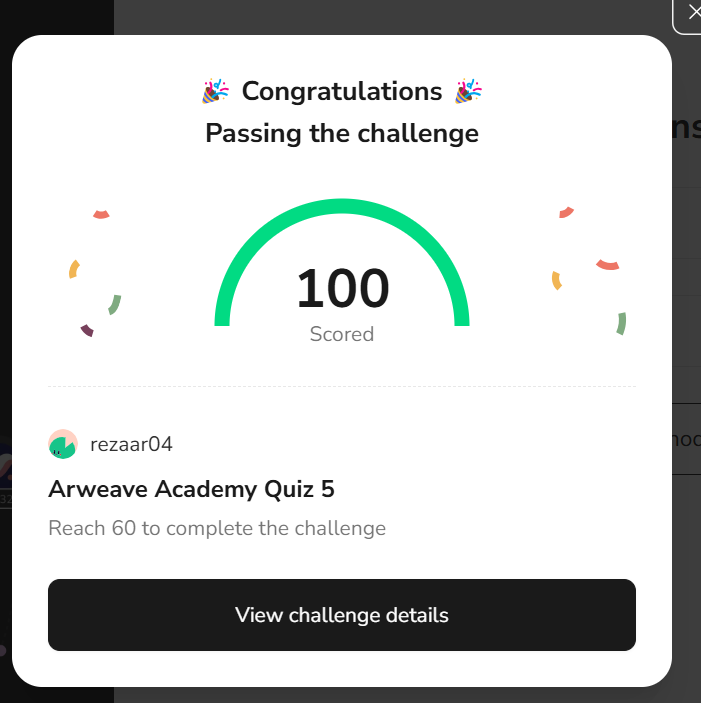 🎉 Congratulations 🎉
Passing the challenge
100
Scored
rezaar04
Arweave Academy Quiz 5
Reach 60 to complete the challenge
View challenge details